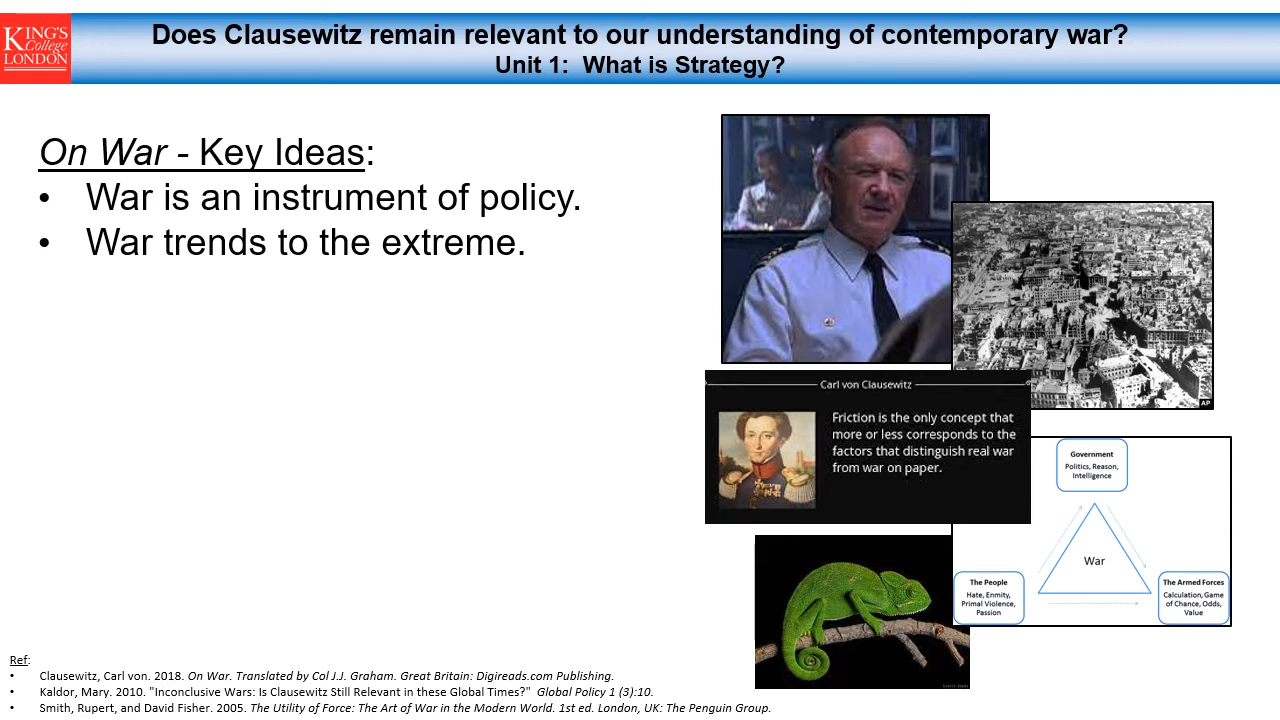 KING'S
College
LONDON
Does Clausewitz remain relevant to our understanding of contemporary war?
Unit 1:  What is Strategy?
On War - Key Ideas:
• War is an instrument of policy.
• War trends to the extreme.
AP
Carl von Clausewitz
Friction is the only concept that
more or less corresponds to the
factors that distinguish real war
from war on paper.
Government
Politics, Reason,
Intelligence
War
The People
Hate, Enmity,
Primal Violence,
Passion
The Armed Forces
Calculation, Game
of Chance, Odds,
Value
Ref:
• Clausewitz, Carl von. 2018. On War. Translated by Col J.J. Graham. Great Britain: Digireads.com Publishing.
• Kaldor, Mary. 2010. "Inconclusive Wars: Is Clausewitz Still Relevant in these Global Times?"  Global Policy 1 (3):10.
• Smith, Rupert, and David Fisher. 2005. The Utility of Force: The Art of War in the Modern World. 1st ed. London, UK: The Penguin Group.